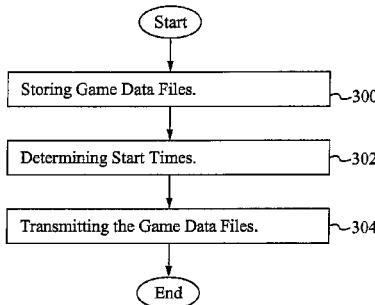 Start
Storing Game Data Files.
300
Determining Start Times.
302
Transmitting the Game Data Files.
304
End